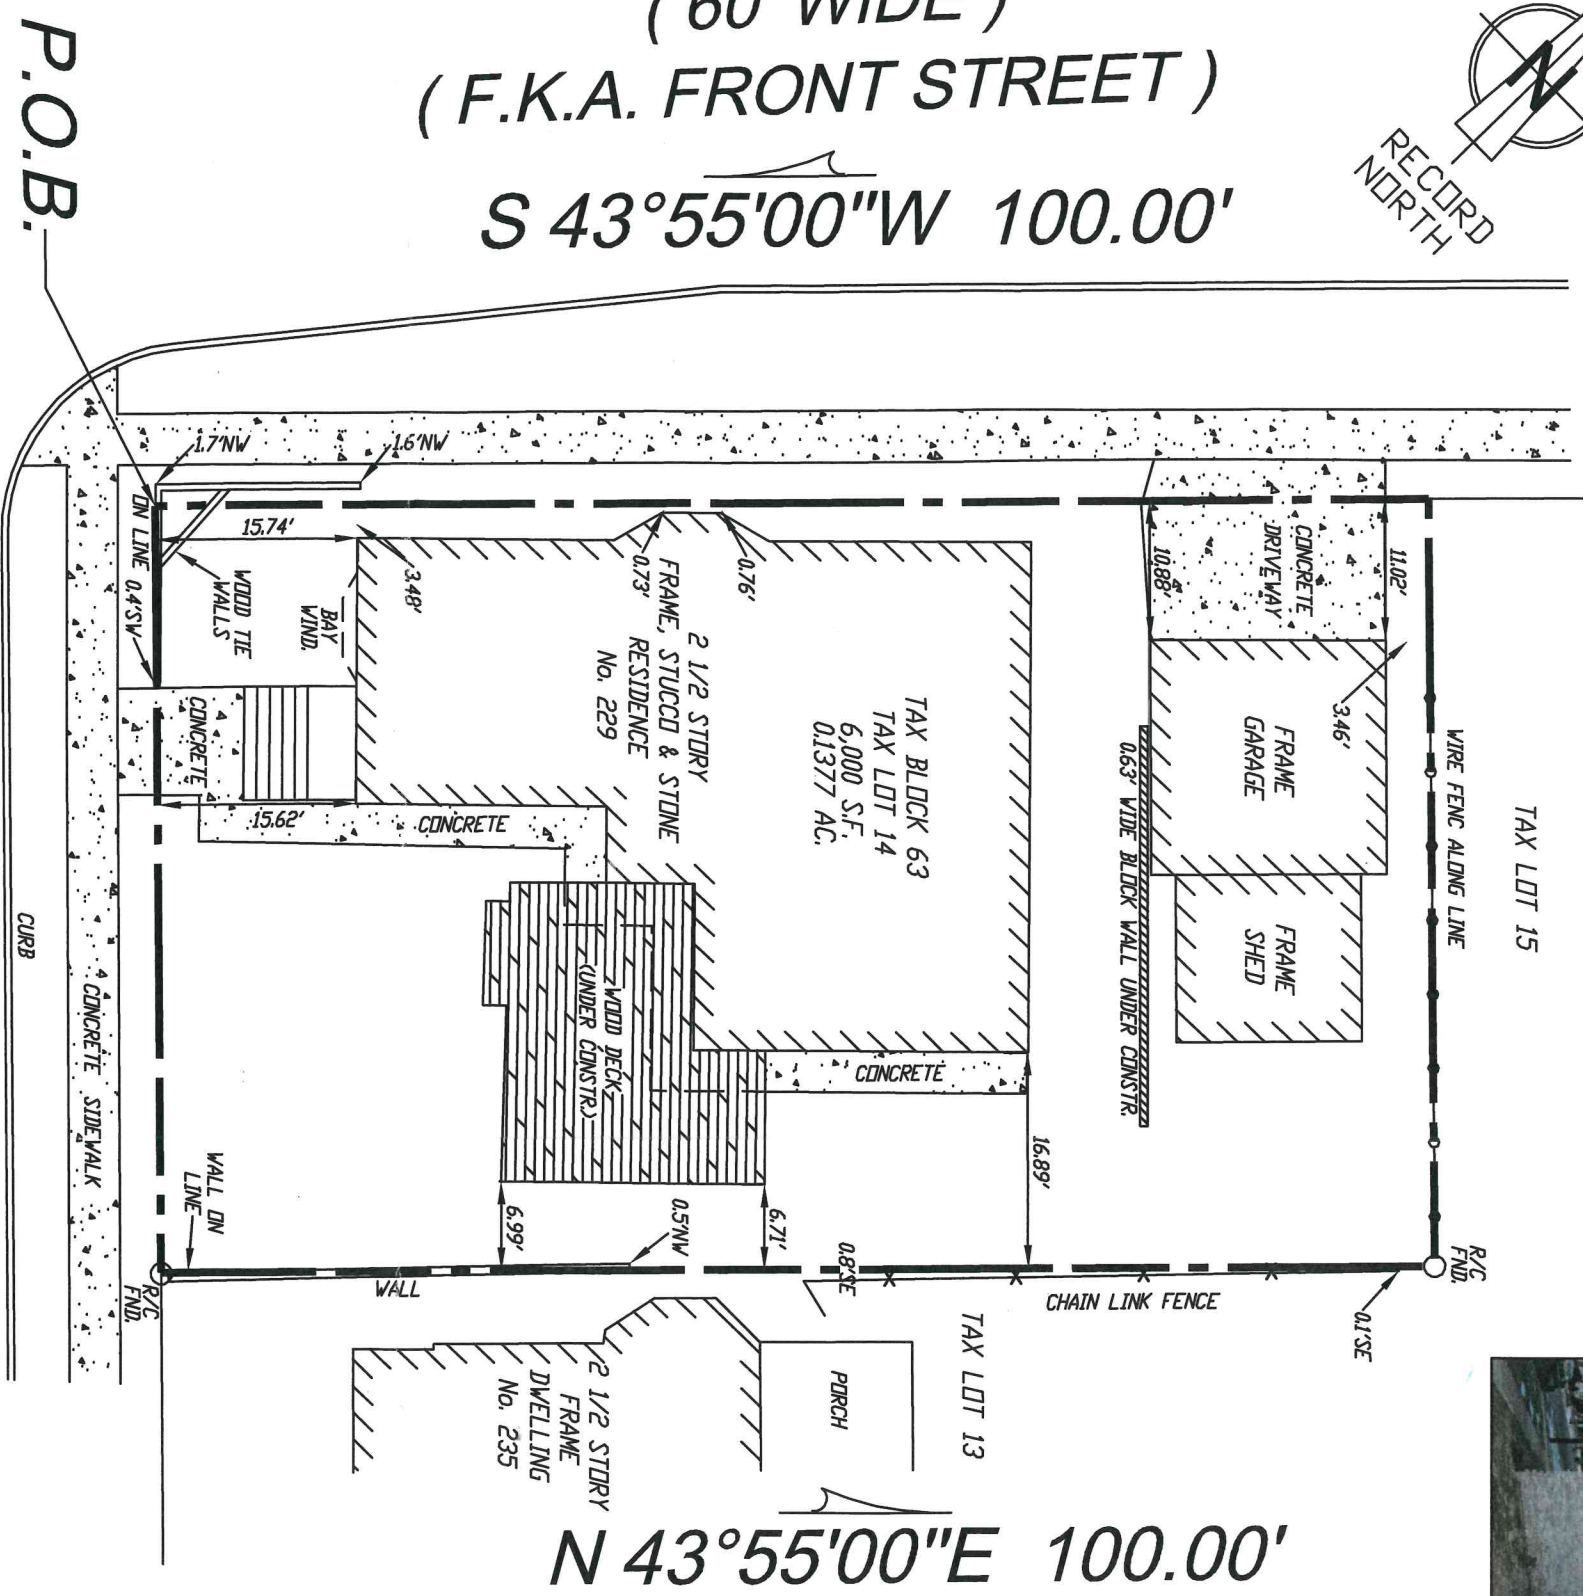 ( 60' WIDE )
( F.K.A. FRONT STREET )
S 43°55'00"W 100.00'
N
RECORD
NORTH
P.O.B.
1.7'NW
1.6'NW
ON LINE
0.4'SW
15.74'
WOOD TIE
WALLS
BAY
WIND.
3.48'
0.73'
0.76'
2 1/2 STORY
FRAME, STUCCO & STONE
RESIDENCE
No. 229
TAX BLOCK 63
TAX LOT 14
6,000 S.F.
0.1377 AC.
10.88'
CONCRETE
DRIVEWAY
11.02'
3.46'
FRAME
GARAGE
0.63' WIDE BLOCK WALL UNDER CONSTR.
FRAME
SHED
WIRE FENC ALONG LINE
TAX LOT 15
CONCRETE
15.62'
CONCRETE
WOOD DECK
(UNDER CONSTR.)
CONCRETE
16.89'
CURB
CONCRETE SIDEWALK
WALL ON
LINE
6.99'
0.5'NW
6.71'
0.8'SE
R/C
FND.
R/C
FND.
WALL
CHAIN LINK FENCE
0.1'SE
2 1/2 STORY
FRAME
DWELLING
No. 235
PORCH
TAX LOT 13
N 43°55'00"E 100.00'